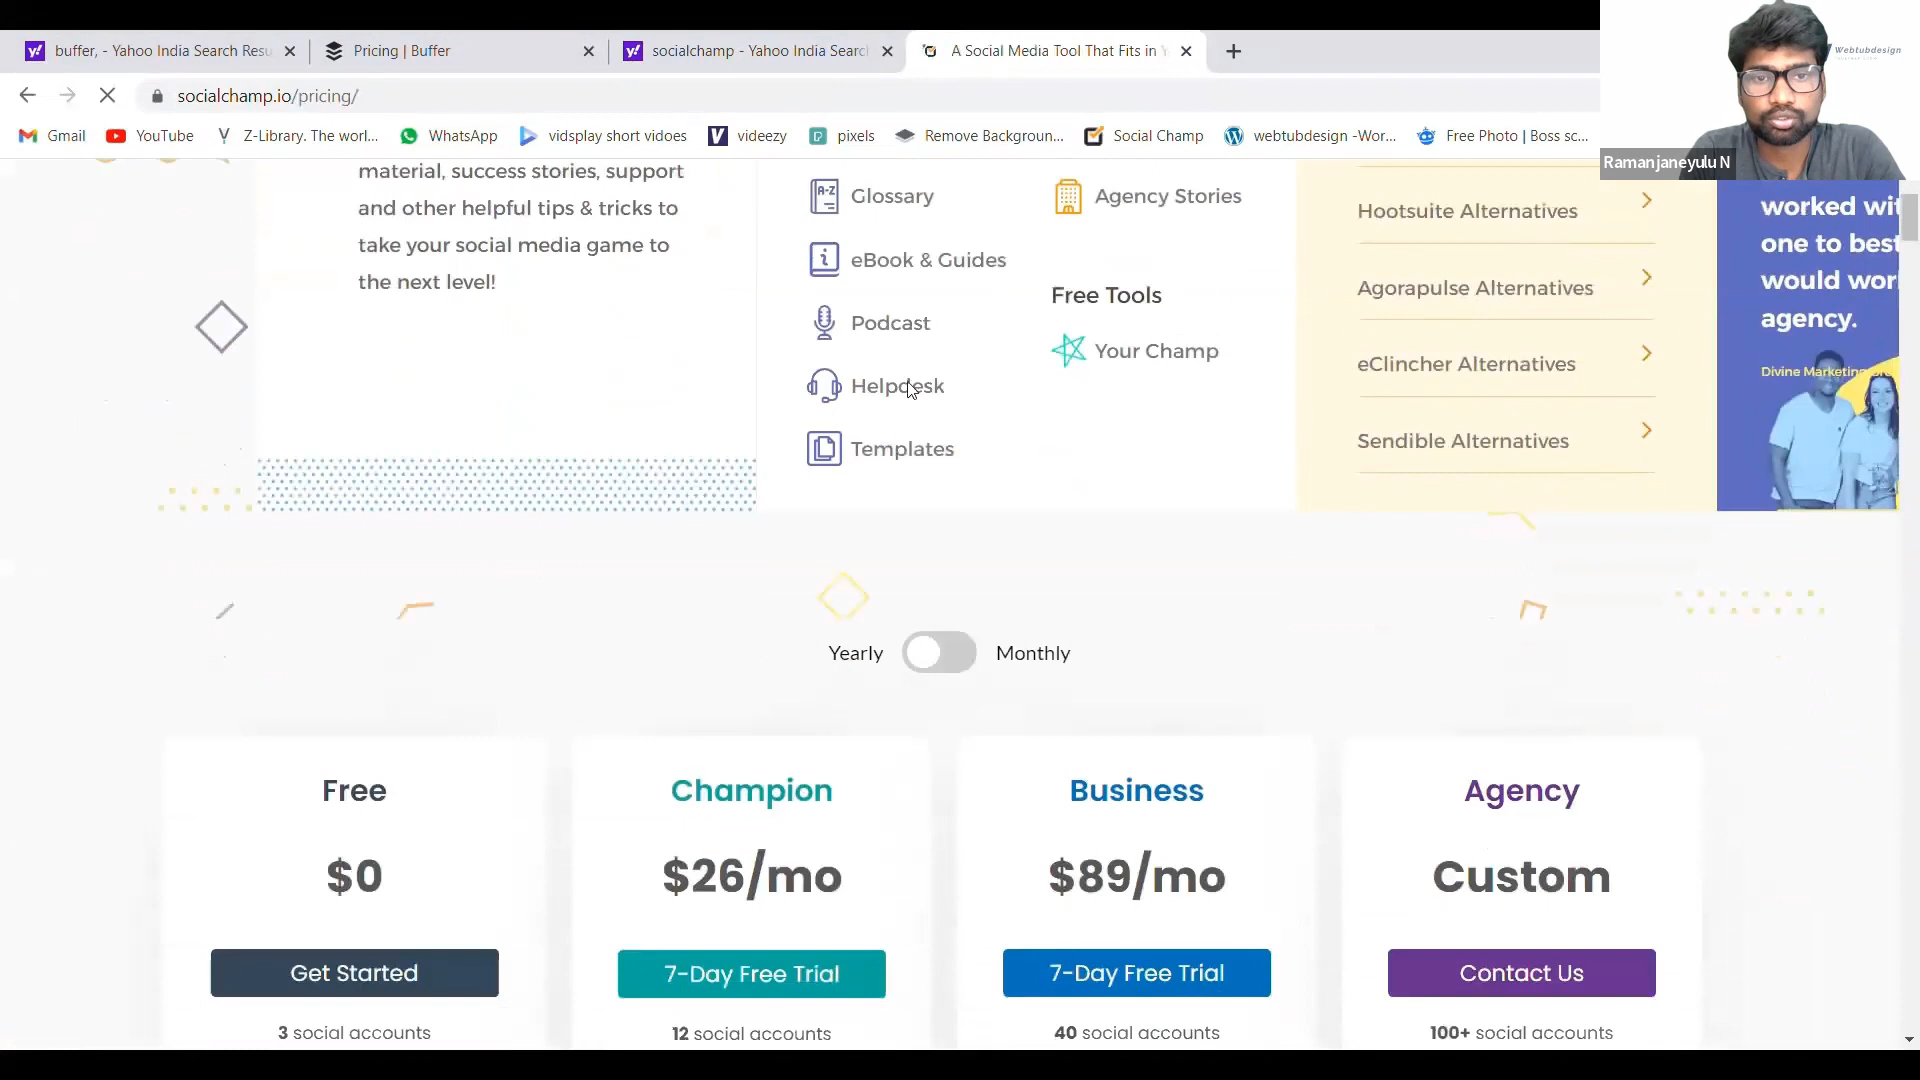 buffer, - Yahoo India Search Resu
Pricing | Buffer
socialchamp - Yahoo India Search
A Social Media Tool That Fits in Y
socialchamp.io/pricing/
Gmail
YouTube
Z-Library. The worl...
WhatsApp
vidsplay short vidoes
videezy
pixels
Remove Backgroun...
Social Champ
webtubdesign -Wor...
Free Photo | Boss sc...
Webtubdesign
Ramanjaneyulu N
material, success stories, support
and other helpful tips & tricks to
take your social media game to
the next level!
Glossary
eBook & Guides
Podcast
Helpdesk
Templates
Agency Stories
Free Tools
Your Champ
Hootsuite Alternatives
Agorapulse Alternatives
eClincher Alternatives
Sendible Alternatives
worked wit
one to best
would wor
agency.
Divine Marketing
Yearly
Monthly
Free
$0
Get Started
3 social accounts
Champion
$26/mo
7-Day Free Trial
12 social accounts
Business
$89/mo
7-Day Free Trial
40 social accounts
Agency
Custom
Contact Us
100+ social accounts